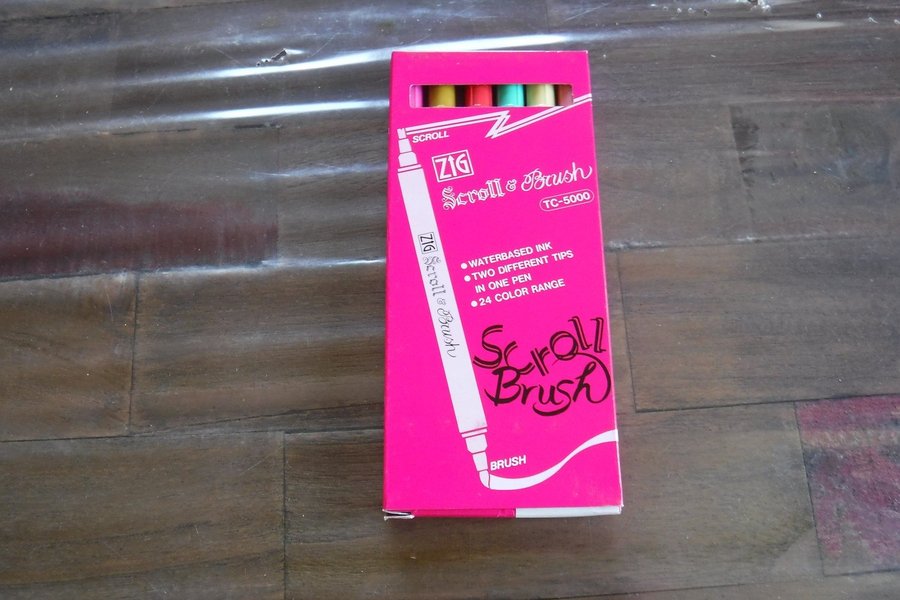 SCROLL
ZIG
Scroll & Brush
TC-5000
ZIG Scroll & Brush
• WATERBASED INK
• TWO DIFFERENT TIPS
IN ONE PEN
• 24 COLOR RANGE
Scroll
Brush
BRUSH